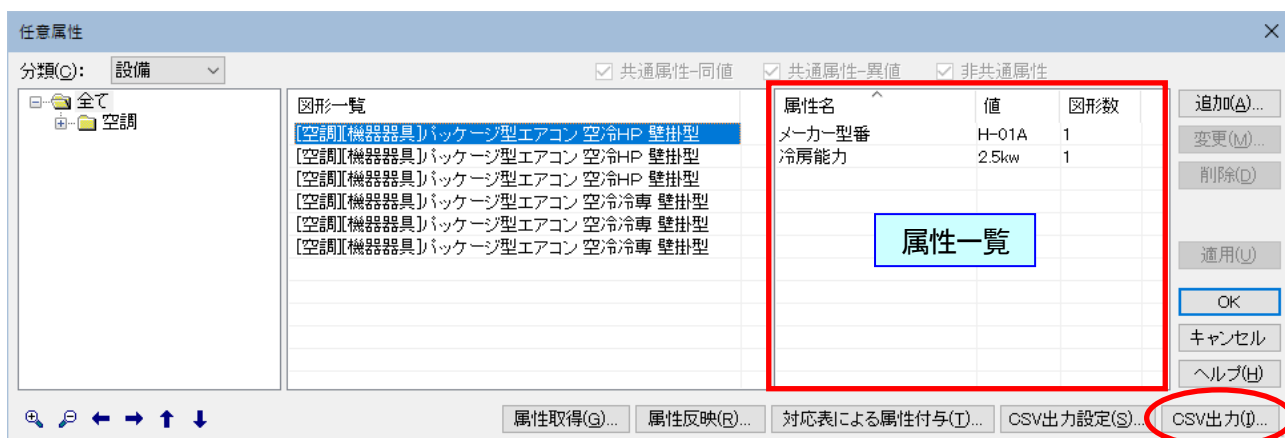 任意属性
分類(C): 設備
共通属性-同値 共通属性-異値 非共通属性
全て
空調
図形一覧
[空調][機器器具]パッケージ型エアコン 空冷HP 壁掛型
[空調][機器器具]パッケージ型エアコン 空冷HP 壁掛型
[空調][機器器具]パッケージ型エアコン 空冷HP 壁掛型
[空調][機器器具]パッケージ型エアコン 空冷冷専 壁掛型
[空調][機器器具]パッケージ型エアコン 空冷冷専 壁掛型
[空調][機器器具]パッケージ型エアコン 空冷冷専 壁掛型
属性名 値 図形数
メーカー型番 H-01A 1
冷房能力 2.5kw 1
属性一覧
追加(A)...
変更(M)...
削除(D)
適用(U)
OK
キャンセル
ヘルプ(H)
属性取得(G)... 属性反映(R)... 対応表による属性付与(T)... CSV出力設定(S)... CSV出力(I)...